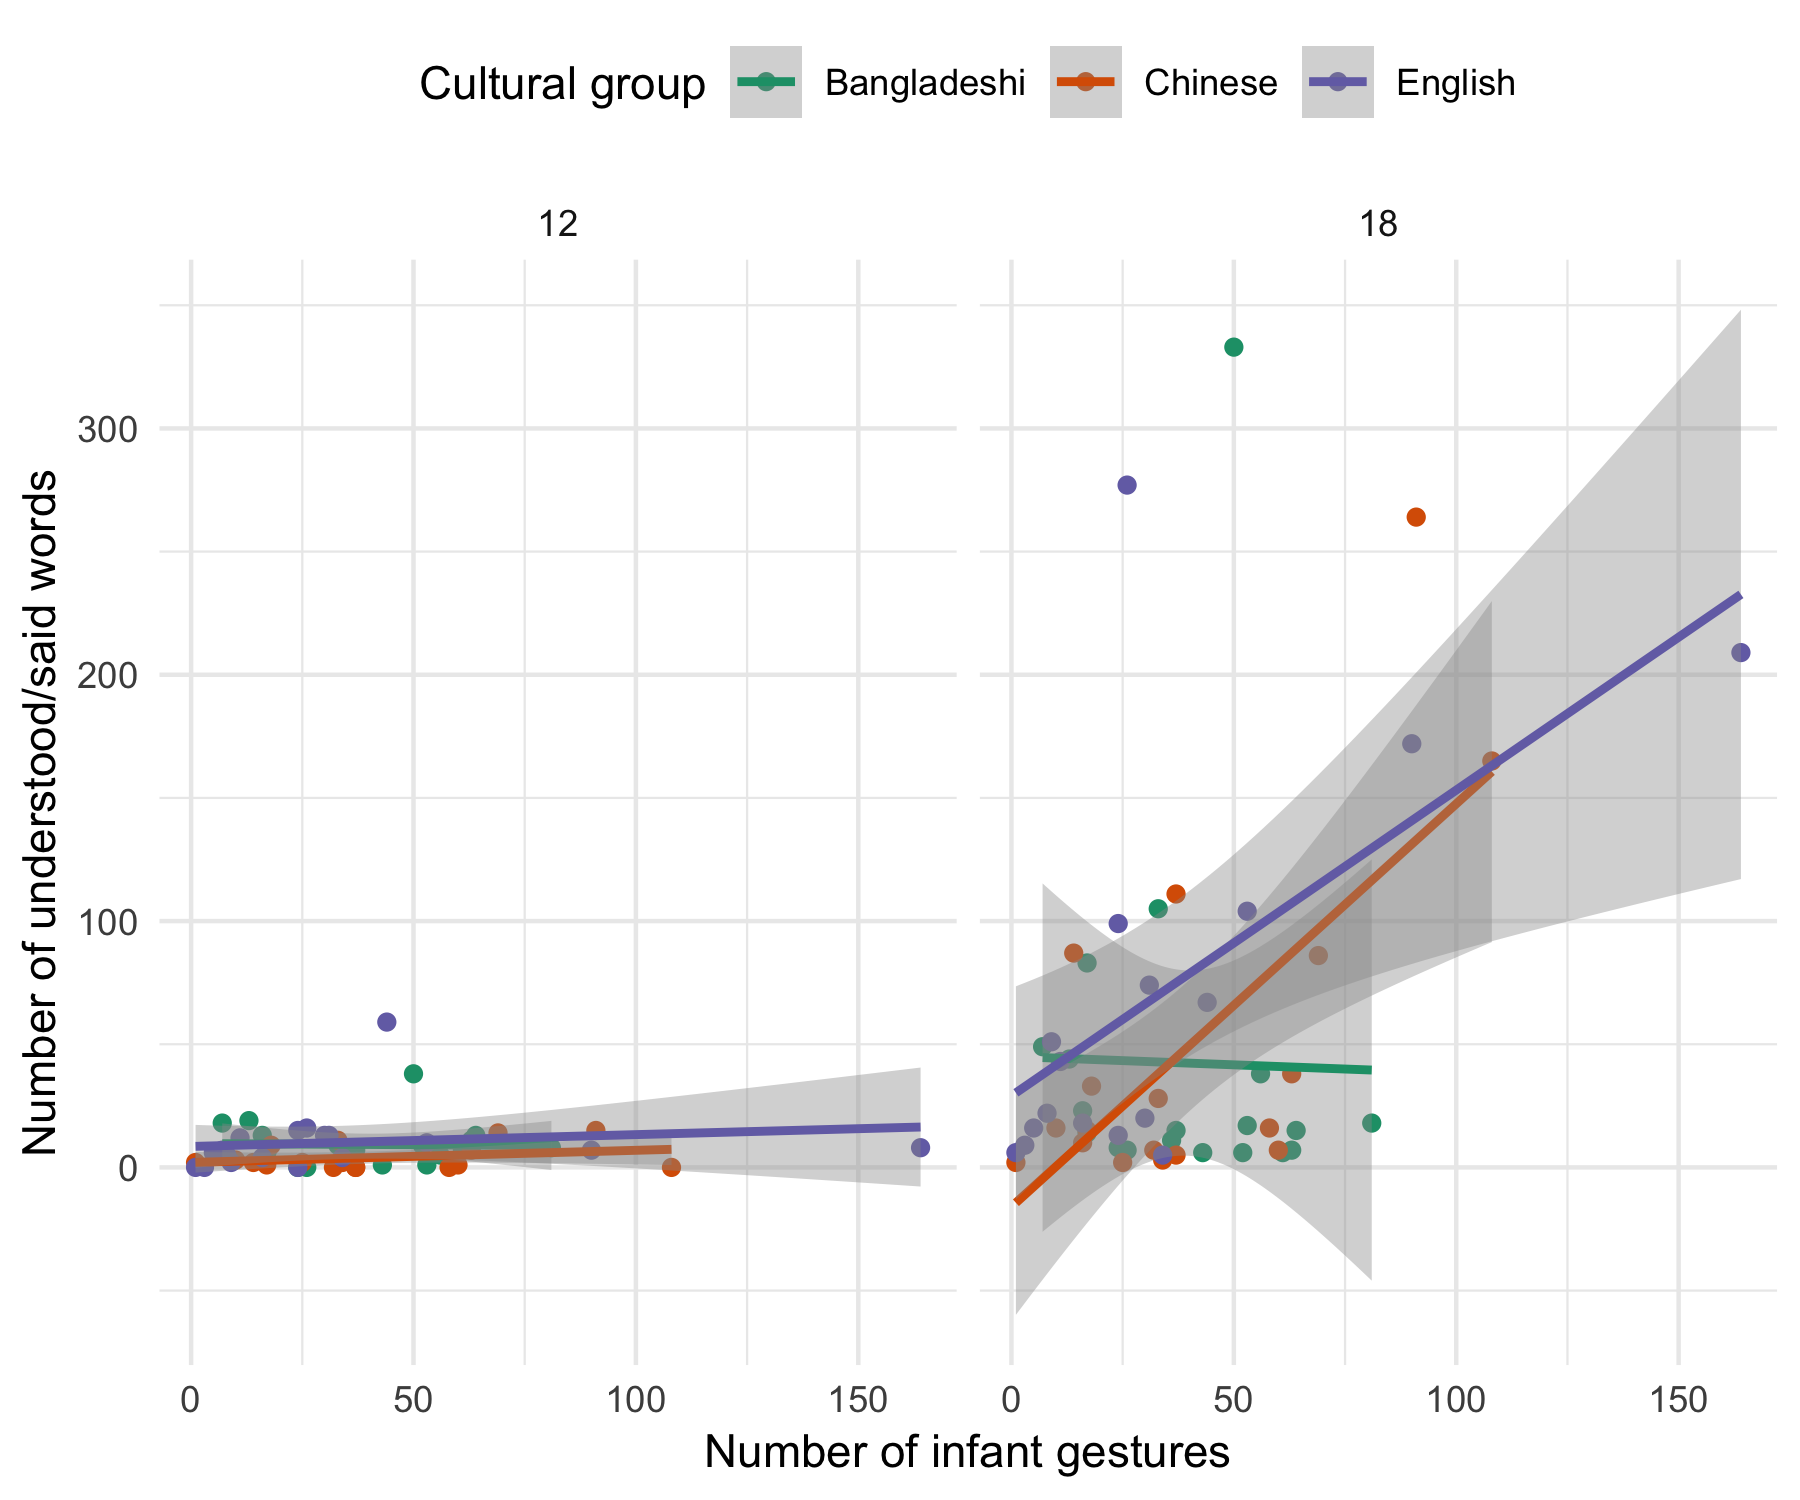 Cultural group Bangladeshi Chinese English
12 18
300
200
100
0
0 50 100 150 0 50 100 150
Number of infant gestures
Number of understood/said words